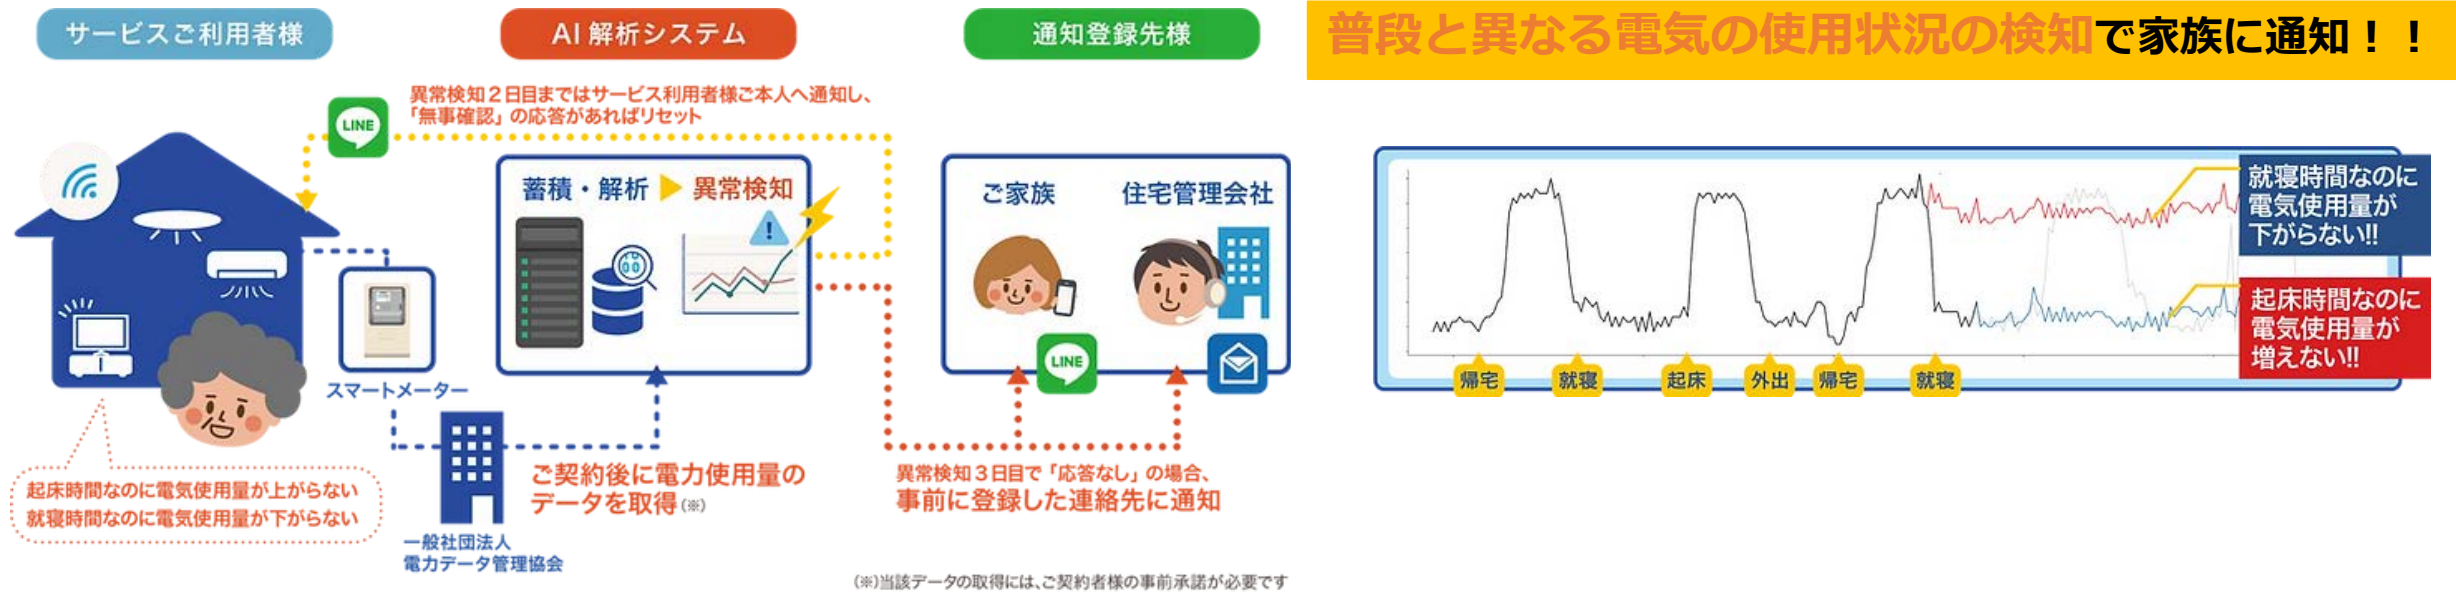 サービスご利用者様
AI 解析システム
通知登録先様
異常検知２日目まではサービス利用者様ご本人へ通知し、
「無事確認」の応答があればリセット
LINE
蓄積・解析
異常検知
!
00
ご家族
住宅管理会社
LINE
スマートメーター
起床時間なのに電気使用量が上がらない
就寝時間なのに電気使用量が下がらない
一般社団法人
電力データ管理協会
ご契約後に電力使用量の
データを取得(※)
異常検知３日目で「応答なし」の場合、
事前に登録した連絡先に通知
(※)当該データの取得には、ご契約者様の事前承諾が必要です
普段と異なる電気の使用状況の検知で家族に通知！！
就寝時間なのに
電気使用量が
下がらない!!
起床時間なのに
電気使用量が
増えない!!
帰宅
就寝
起床
外出
帰宅
就寝